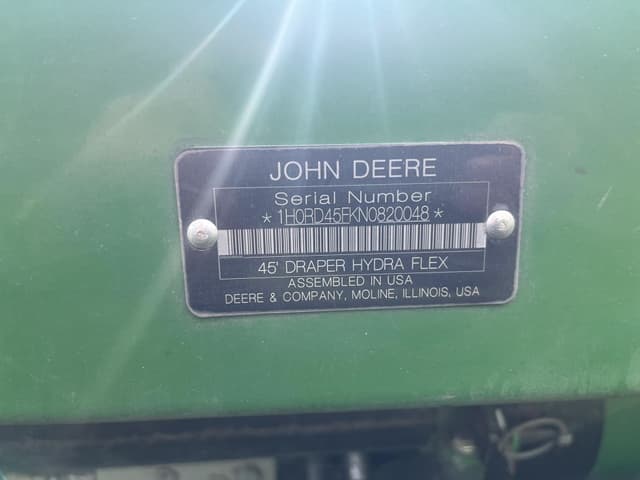 JOHN DEERE
Serial Number
* 1H0RD45FKN0820048 *
45' DRAPER HYDRA FLEX
ASSEMBLED IN USA
DEERE & COMPANY, MOLINE, ILLINOIS, USA